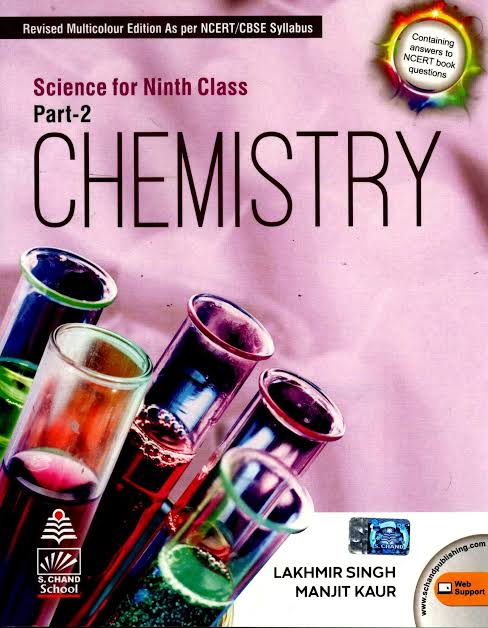 Revised Multicolour Edition As per NCERT/CBSE Syllabus
Containing
answers to
NCERT book
questions
Science for Ninth Class
Part-2
CHEMISTRY
S. CHAND
School
S. CHAND
LAKHMIR SINGH
MANJIT KAUR
www.schandpublishing.com
Web
Support